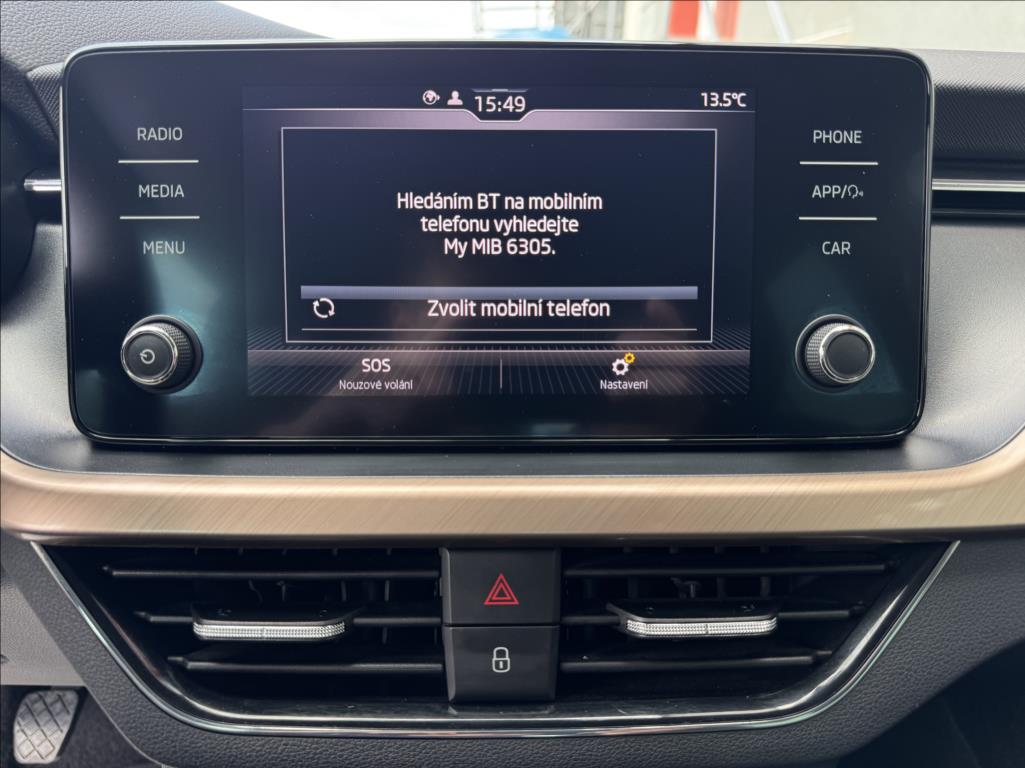 15:49
13.5°C
RADIO
MEDIA
MENU
Hledáním BT na mobilním
telefonu vyhledejte
My MIB 6305.
Zvolit mobilní telefon
SOS
Nouzové volání
Nastavení
PHONE
APP/
CAR